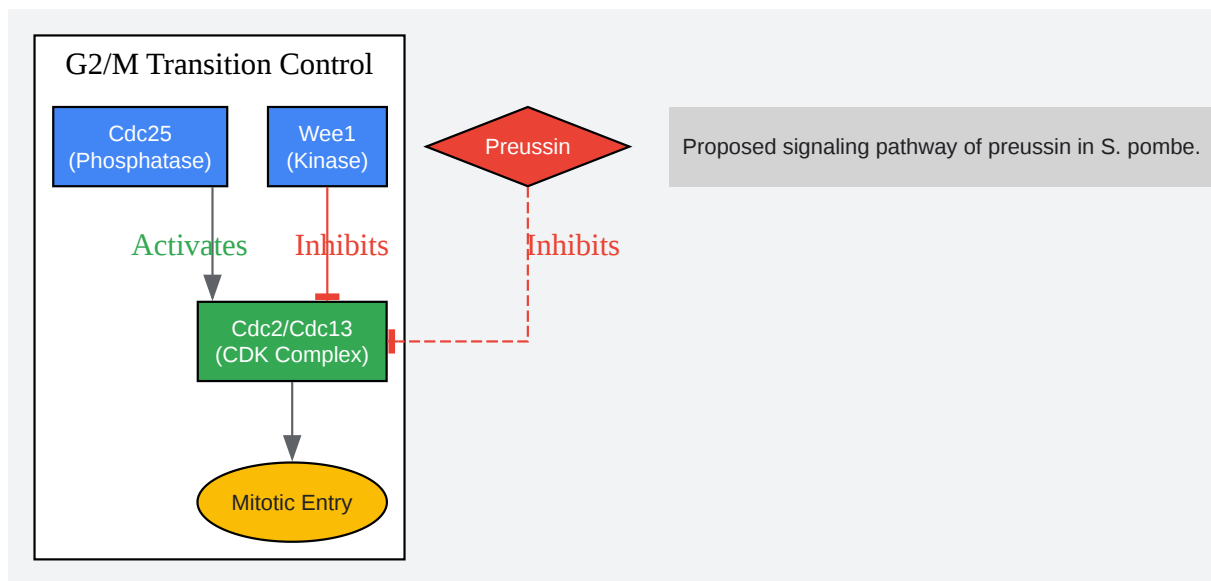 G2/M Transition Control
Cdc25
(Phosphatase)
Wee1
(Kinase)
Preussin
Proposed signaling pathway of preussin in S. pombe.
Activates
Inhibits
Inhibits
Cdc2/Cdc13
(CDK Complex)
Mitotic Entry